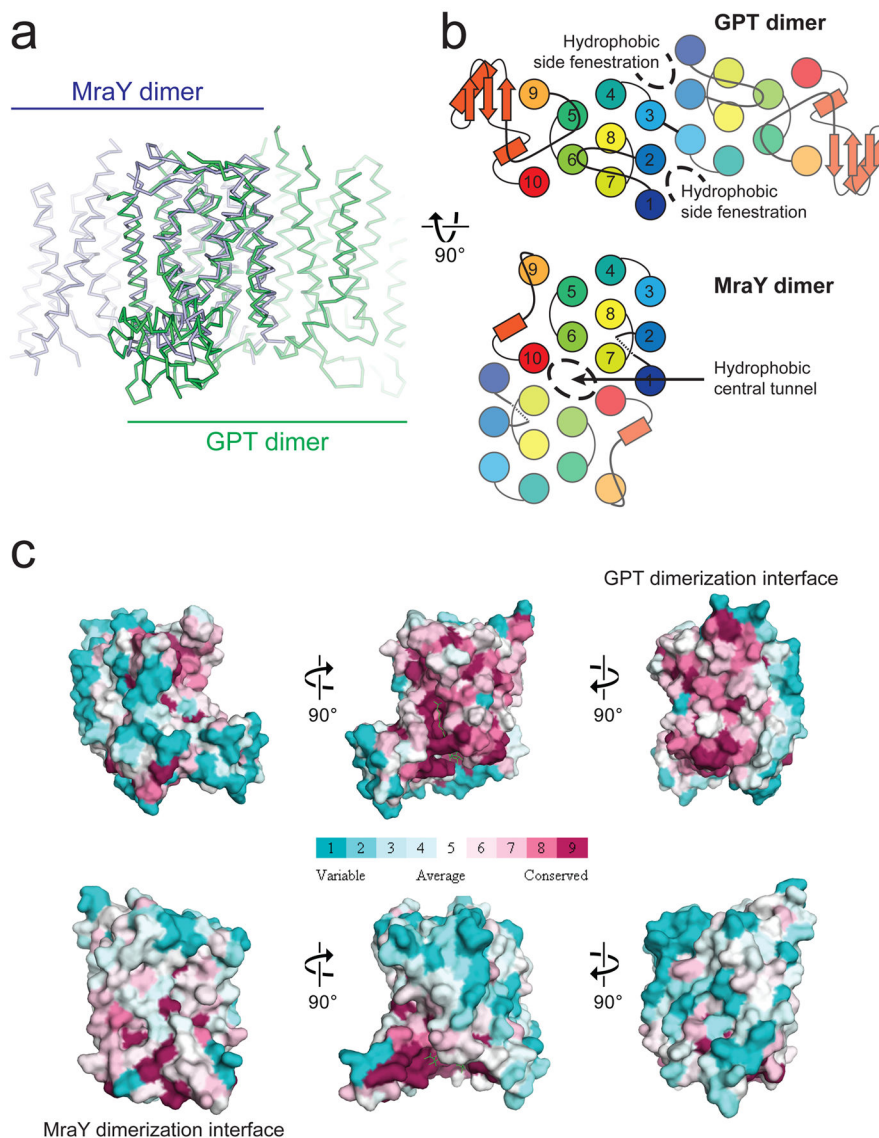 a
MraY dimer
GPT dimer
b
GPT dimer
Hydrophobic
side fenestration
9
4
5
3
8
6
2
10
7
1
Hydrophobic
side fenestration
90°
MraY dimer
9
4
5
3
8
6
2
10
7
1
Hydrophobic
central tunnel
c
GPT dimerization interface
90°
90°
1 2 3 4 5 6 7 8 9
Variable Average Conserved
90°
90°
MraY dimerization interface